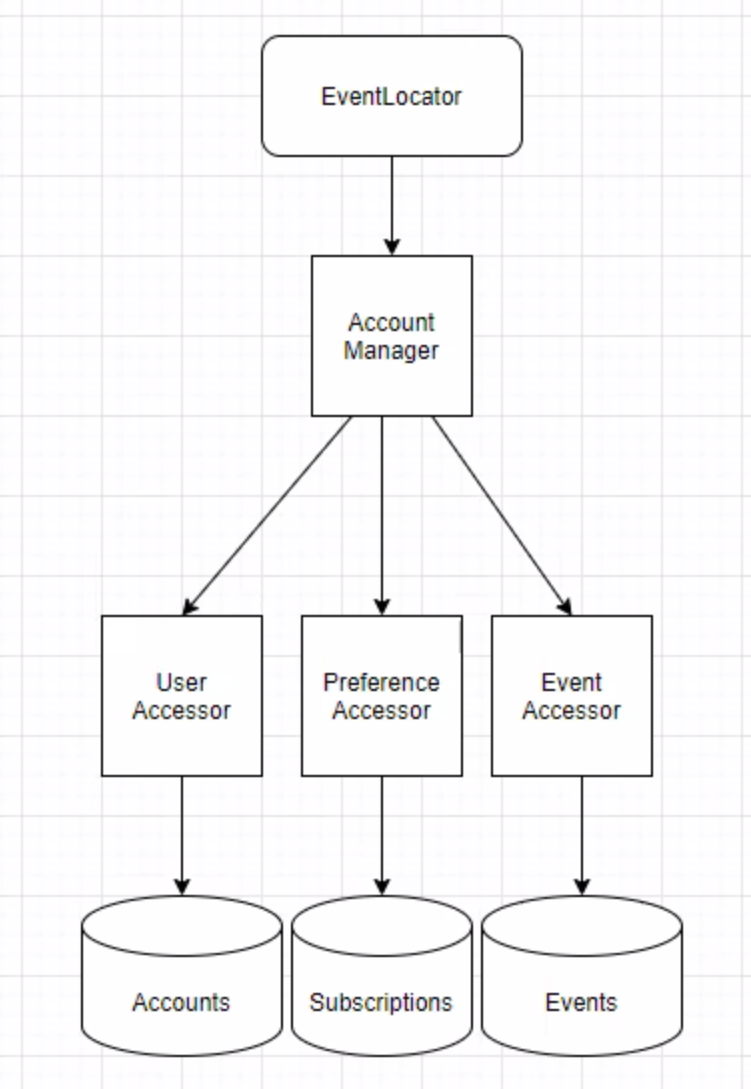 EventLocator
Account
Manager
User
Accessor
Preference
Accessor
Event
Accessor
Accounts
Subscriptions
Events